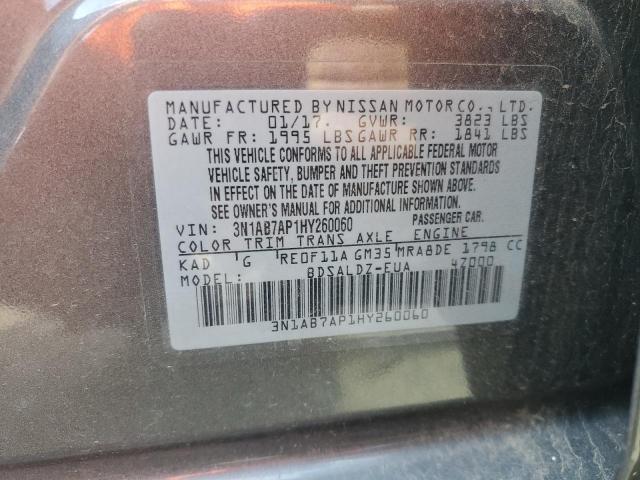 MANUFACTURED BY NISSAN MOTOR CO., LTD.
DATE: 01/17. GVWR: 3823 LBS
GAWR FR: 1995 LBS GAWR RR: 1841 LBS
THIS VEHICLE CONFORMS TO ALL APPLICABLE FEDERAL MOTOR
VEHICLE SAFETY, BUMPER AND THEFT PREVENTION STANDARDS
IN EFFECT ON THE DATE OF MANUFACTURE SHOWN ABOVE.
SEE OWNER'S MANUAL FOR ADDITIONAL INFORMATION.
VIN: 3N1AB7AP1HY260060 PASSENGER CAR.
COLOR TRIM TRANS AXLE ENGINE
KAD G RE0F11A GM35 MRA8DE 1798 CC
BDSALDZ-EUA 47000
3N1AB7AP1HY260060